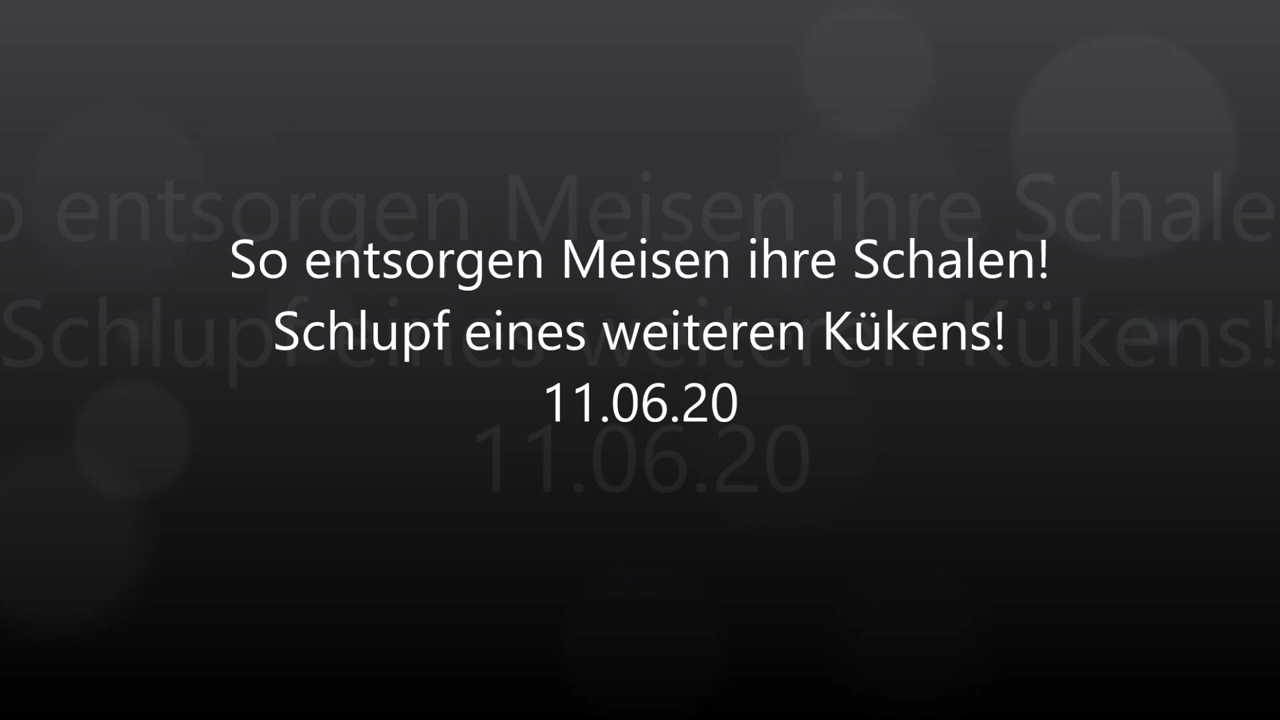 So entsorgen Meisen ihre Schalen!
Schlupf eines weiteren Kükens!
11.06.20